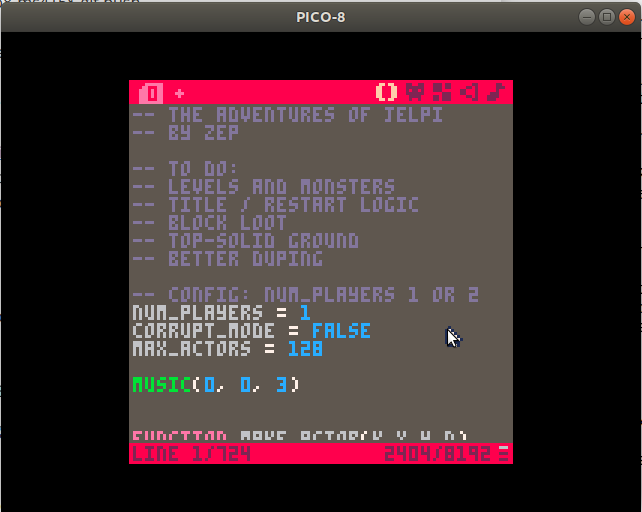 PICO-8
0 +
-- THE ADVENTURES OF JELPI
-- BY ZEP
-- TO DO:
-- LEVELS AND MONSTERS
-- TITLE / RESTART LOGIC
-- BLOCK LOOT
-- TOP-SOLID GROUND
-- BETTER DUPING
-- CONFIG: NUM_PLAYERS 1 OR 2
NUM_PLAYERS = 1
CORRUPT_MODE = FALSE
MAX_ACTORS = 128
MUSIC(0, 0, 3)
FUNCTION MOVE_ACTOR(
LINE 1/724 2404/8192